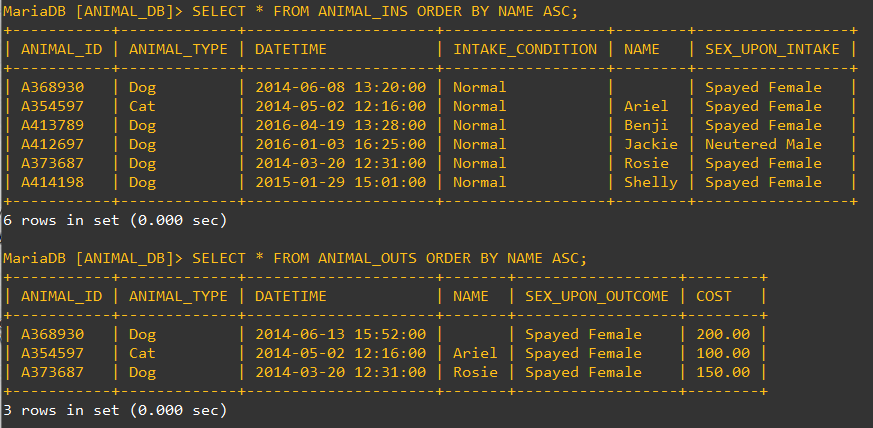 MariaDB [ANIMAL_DB]> SELECT * FROM ANIMAL_INS ORDER BY NAME ASC;
+-----------+-------------+---------------------+------------------+--------+-----------------+
| ANIMAL_ID | ANIMAL_TYPE | DATETIME            | INTAKE_CONDITION | NAME   | SEX_UPON_INTAKE |
+-----------+-------------+---------------------+------------------+--------+-----------------+
| A368930   | Dog         | 2014-06-08 13:20:00 | Normal           |        | Spayed Female   |
| A354597   | Cat         | 2014-05-02 12:16:00 | Normal           | Ariel  | Spayed Female   |
| A413789   | Dog         | 2016-04-19 13:28:00 | Normal           | Benji  | Spayed Female   |
| A412697   | Dog         | 2016-01-03 16:25:00 | Normal           | Jackie | Neutered Male   |
| A373687   | Dog         | 2014-03-20 12:31:00 | Normal           | Rosie  | Spayed Female   |
| A414198   | Dog         | 2015-01-29 15:01:00 | Normal           | Shelly | Spayed Female   |
+-----------+-------------+---------------------+------------------+--------+-----------------+
6 rows in set (0.000 sec)
MariaDB [ANIMAL_DB]> SELECT * FROM ANIMAL_OUTS ORDER BY NAME ASC;
+-----------+-------------+---------------------+-------+------------------+--------+
| ANIMAL_ID | ANIMAL_TYPE | DATETIME            | NAME  | SEX_UPON_OUTCOME | COST   |
+-----------+-------------+---------------------+-------+------------------+--------+
| A368930   | Dog         | 2014-06-13 15:52:00 |       | Spayed Female    | 200.00 |
| A354597   | Cat         | 2014-05-02 12:16:00 | Ariel | Spayed Female    | 100.00 |
| A373687   | Dog         | 2014-03-20 12:31:00 | Rosie | Spayed Female    | 150.00 |
+-----------+-------------+---------------------+-------+------------------+--------+
3 rows in set (0.000 sec)